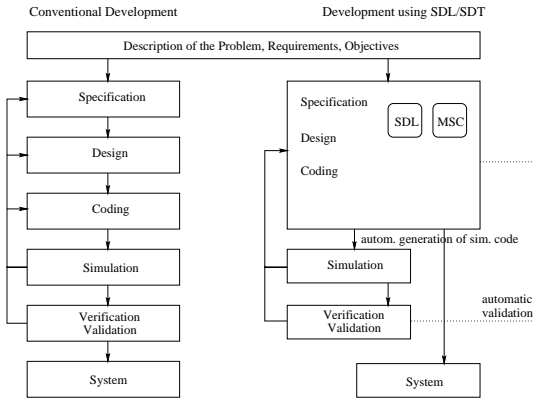 Conventional Development
Development using SDL/SDT
Description of the Problem, Requirements, Objectives
Specification
Design
Coding
Simulation
Verification
Validation
System
Specification
SDL
MSC
Design
Coding
autom. generation of sim. code
Simulation
automatic
validation
Verification
Validation
System